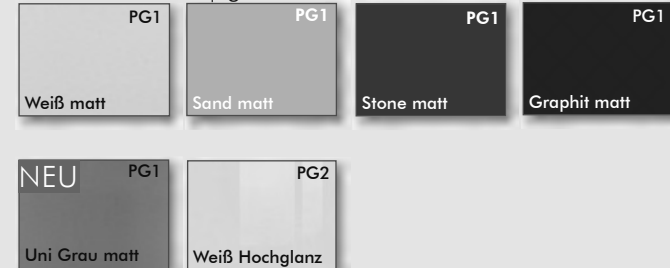 PG1
Weiß matt
PG1
Sand matt
PG1
Stone matt
PG1
Graphit matt
NEU
PG1
Uni Grau matt
PG2
Weiß Hochglanz